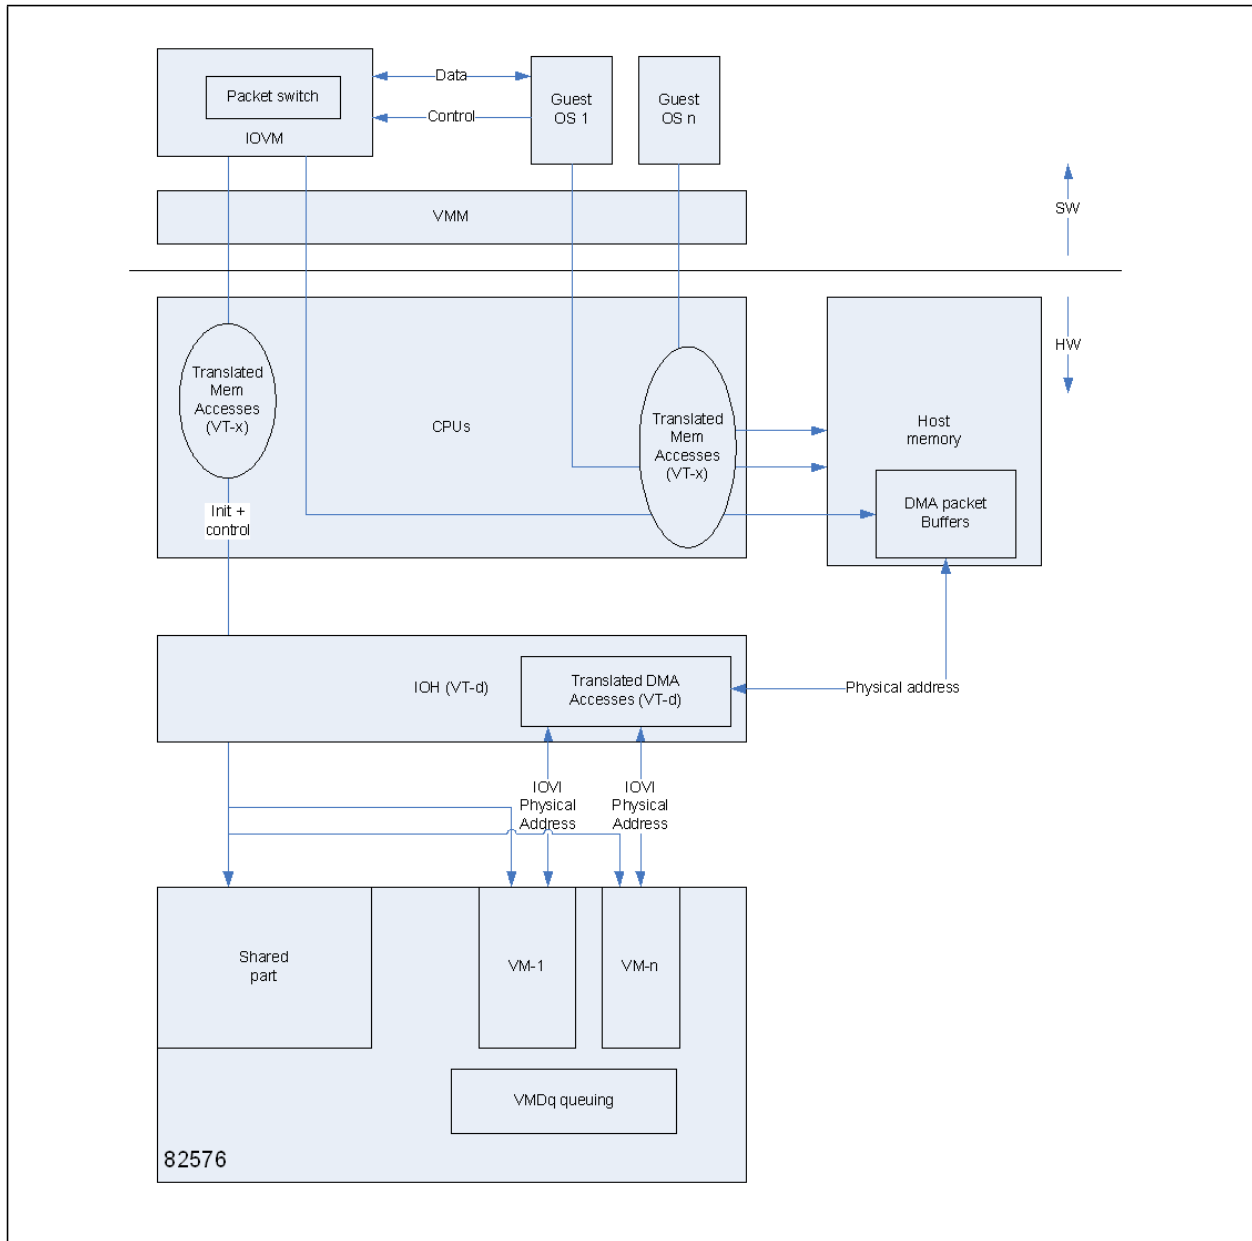 Packet switch
IOVM
Data
Control
Guest
OS 1
Guest
OS n
VMM
SW
HW
Translated
Mem
Accesses
(VT-x)
CPUs
Translated
Mem
Accesses
(VT-x)
Host
memory
DMA packet
Buffers
Init +
control
IOH (VT-d)
Translated DMA
Accesses (VT-d)
Physical address
IOVI
Physical
Address
IOVI
Physical
Address
Shared
part
VM-1
VM-n
VMDq queuing
82576